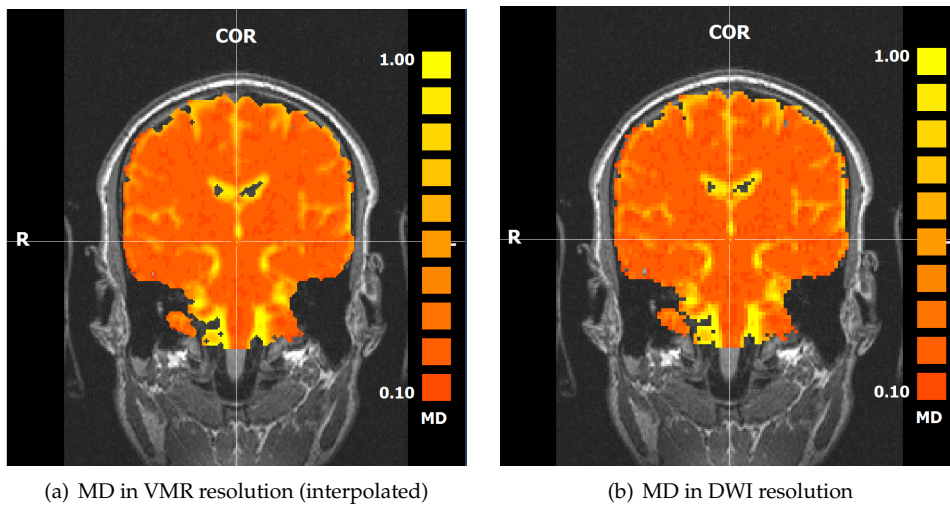 COR
1.00
R
L
0.10
MD
(a) MD in VMR resolution (interpolated)
COR
1.00
R
L
0.10
MD
(b) MD in DWI resolution